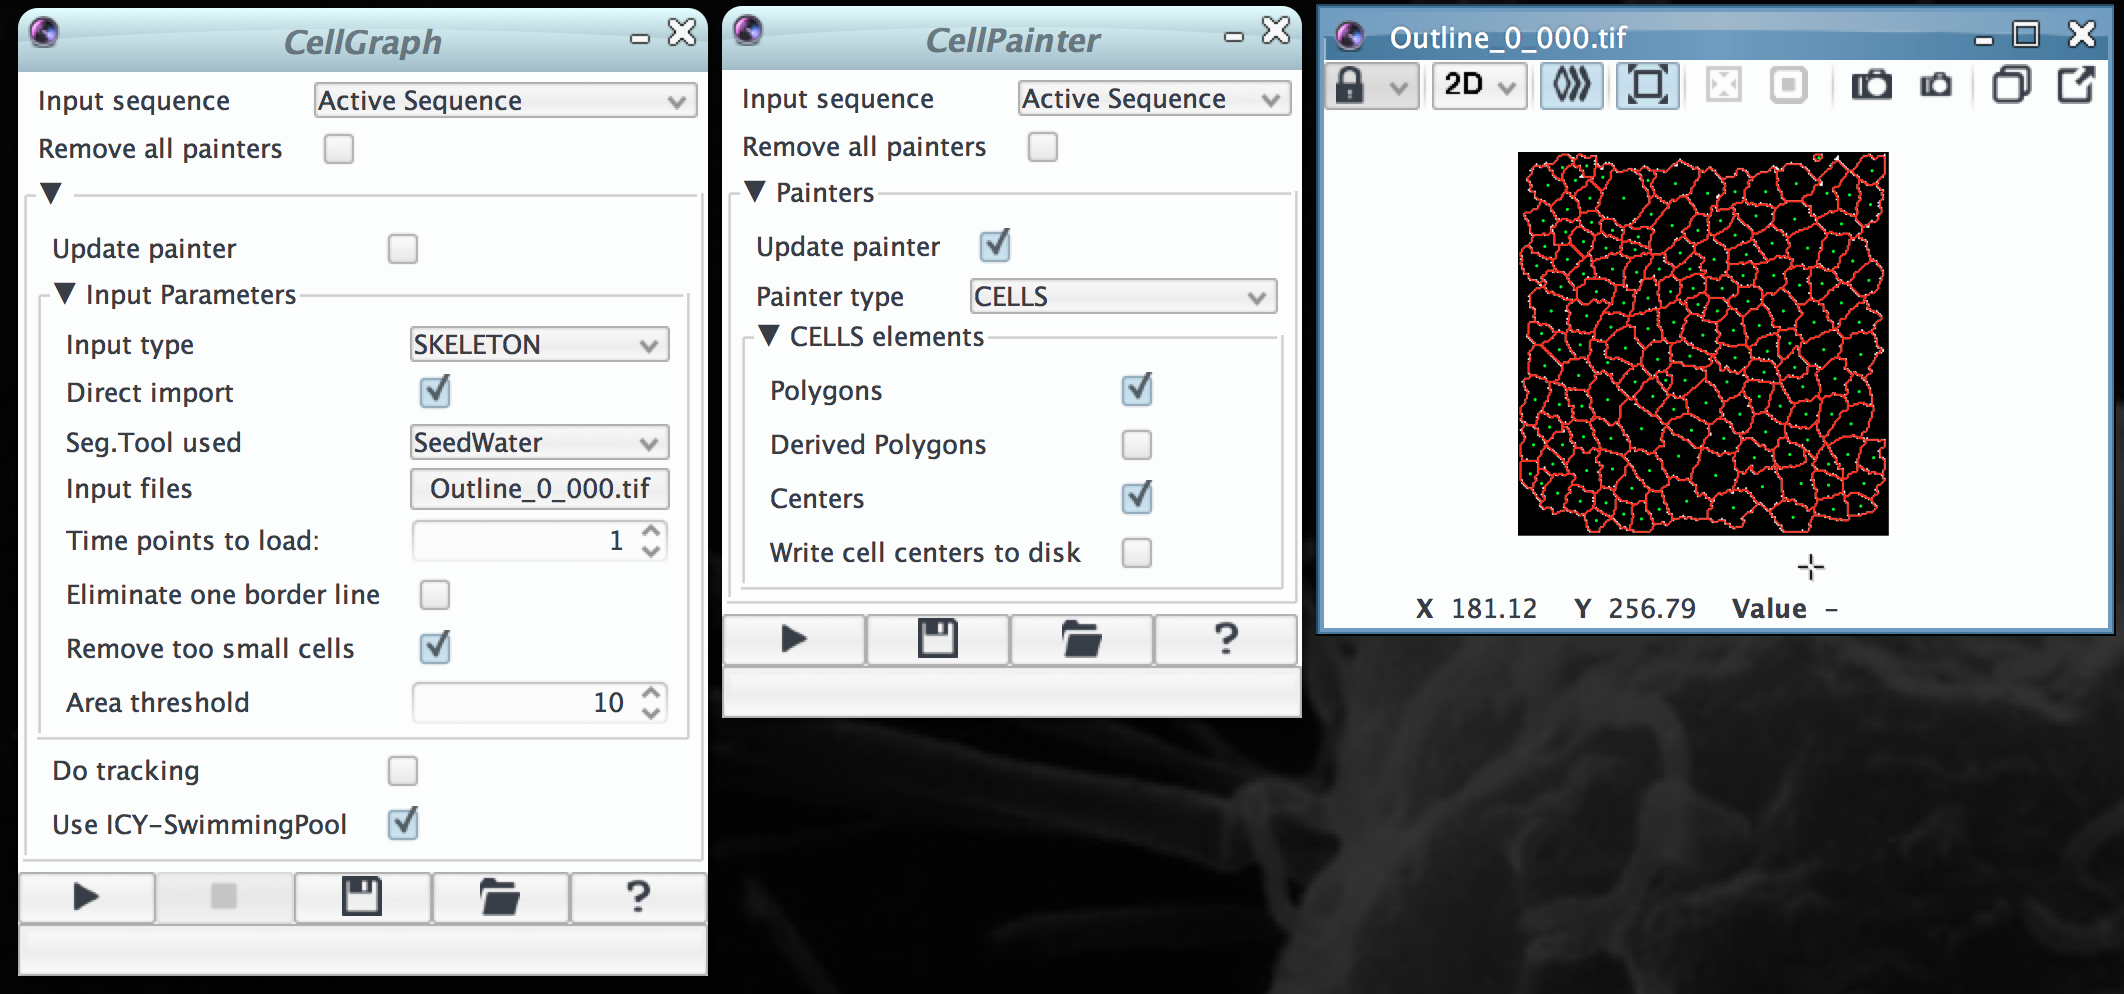 CellGraph
Input sequence Active Sequence
Remove all painters
Update painter
Input Parameters
Input type SKELETON
Direct import
Seg.Tool used SeedWater
Input files Outline_0_000.tif
Time points to load: 1
Eliminate one border line
Remove too small cells
Area threshold 10
Do tracking
Use ICY-SwimmingPool
?
CellPainter
Input sequence Active Sequence
Remove all painters
Painters
Update painter
Painter type CELLS
CELLS elements
Polygons
Derived Polygons
Centers
Write cell centers to disk
?
Outline_0_000.tif
2D
X 181.12 Y 256.79 Value -